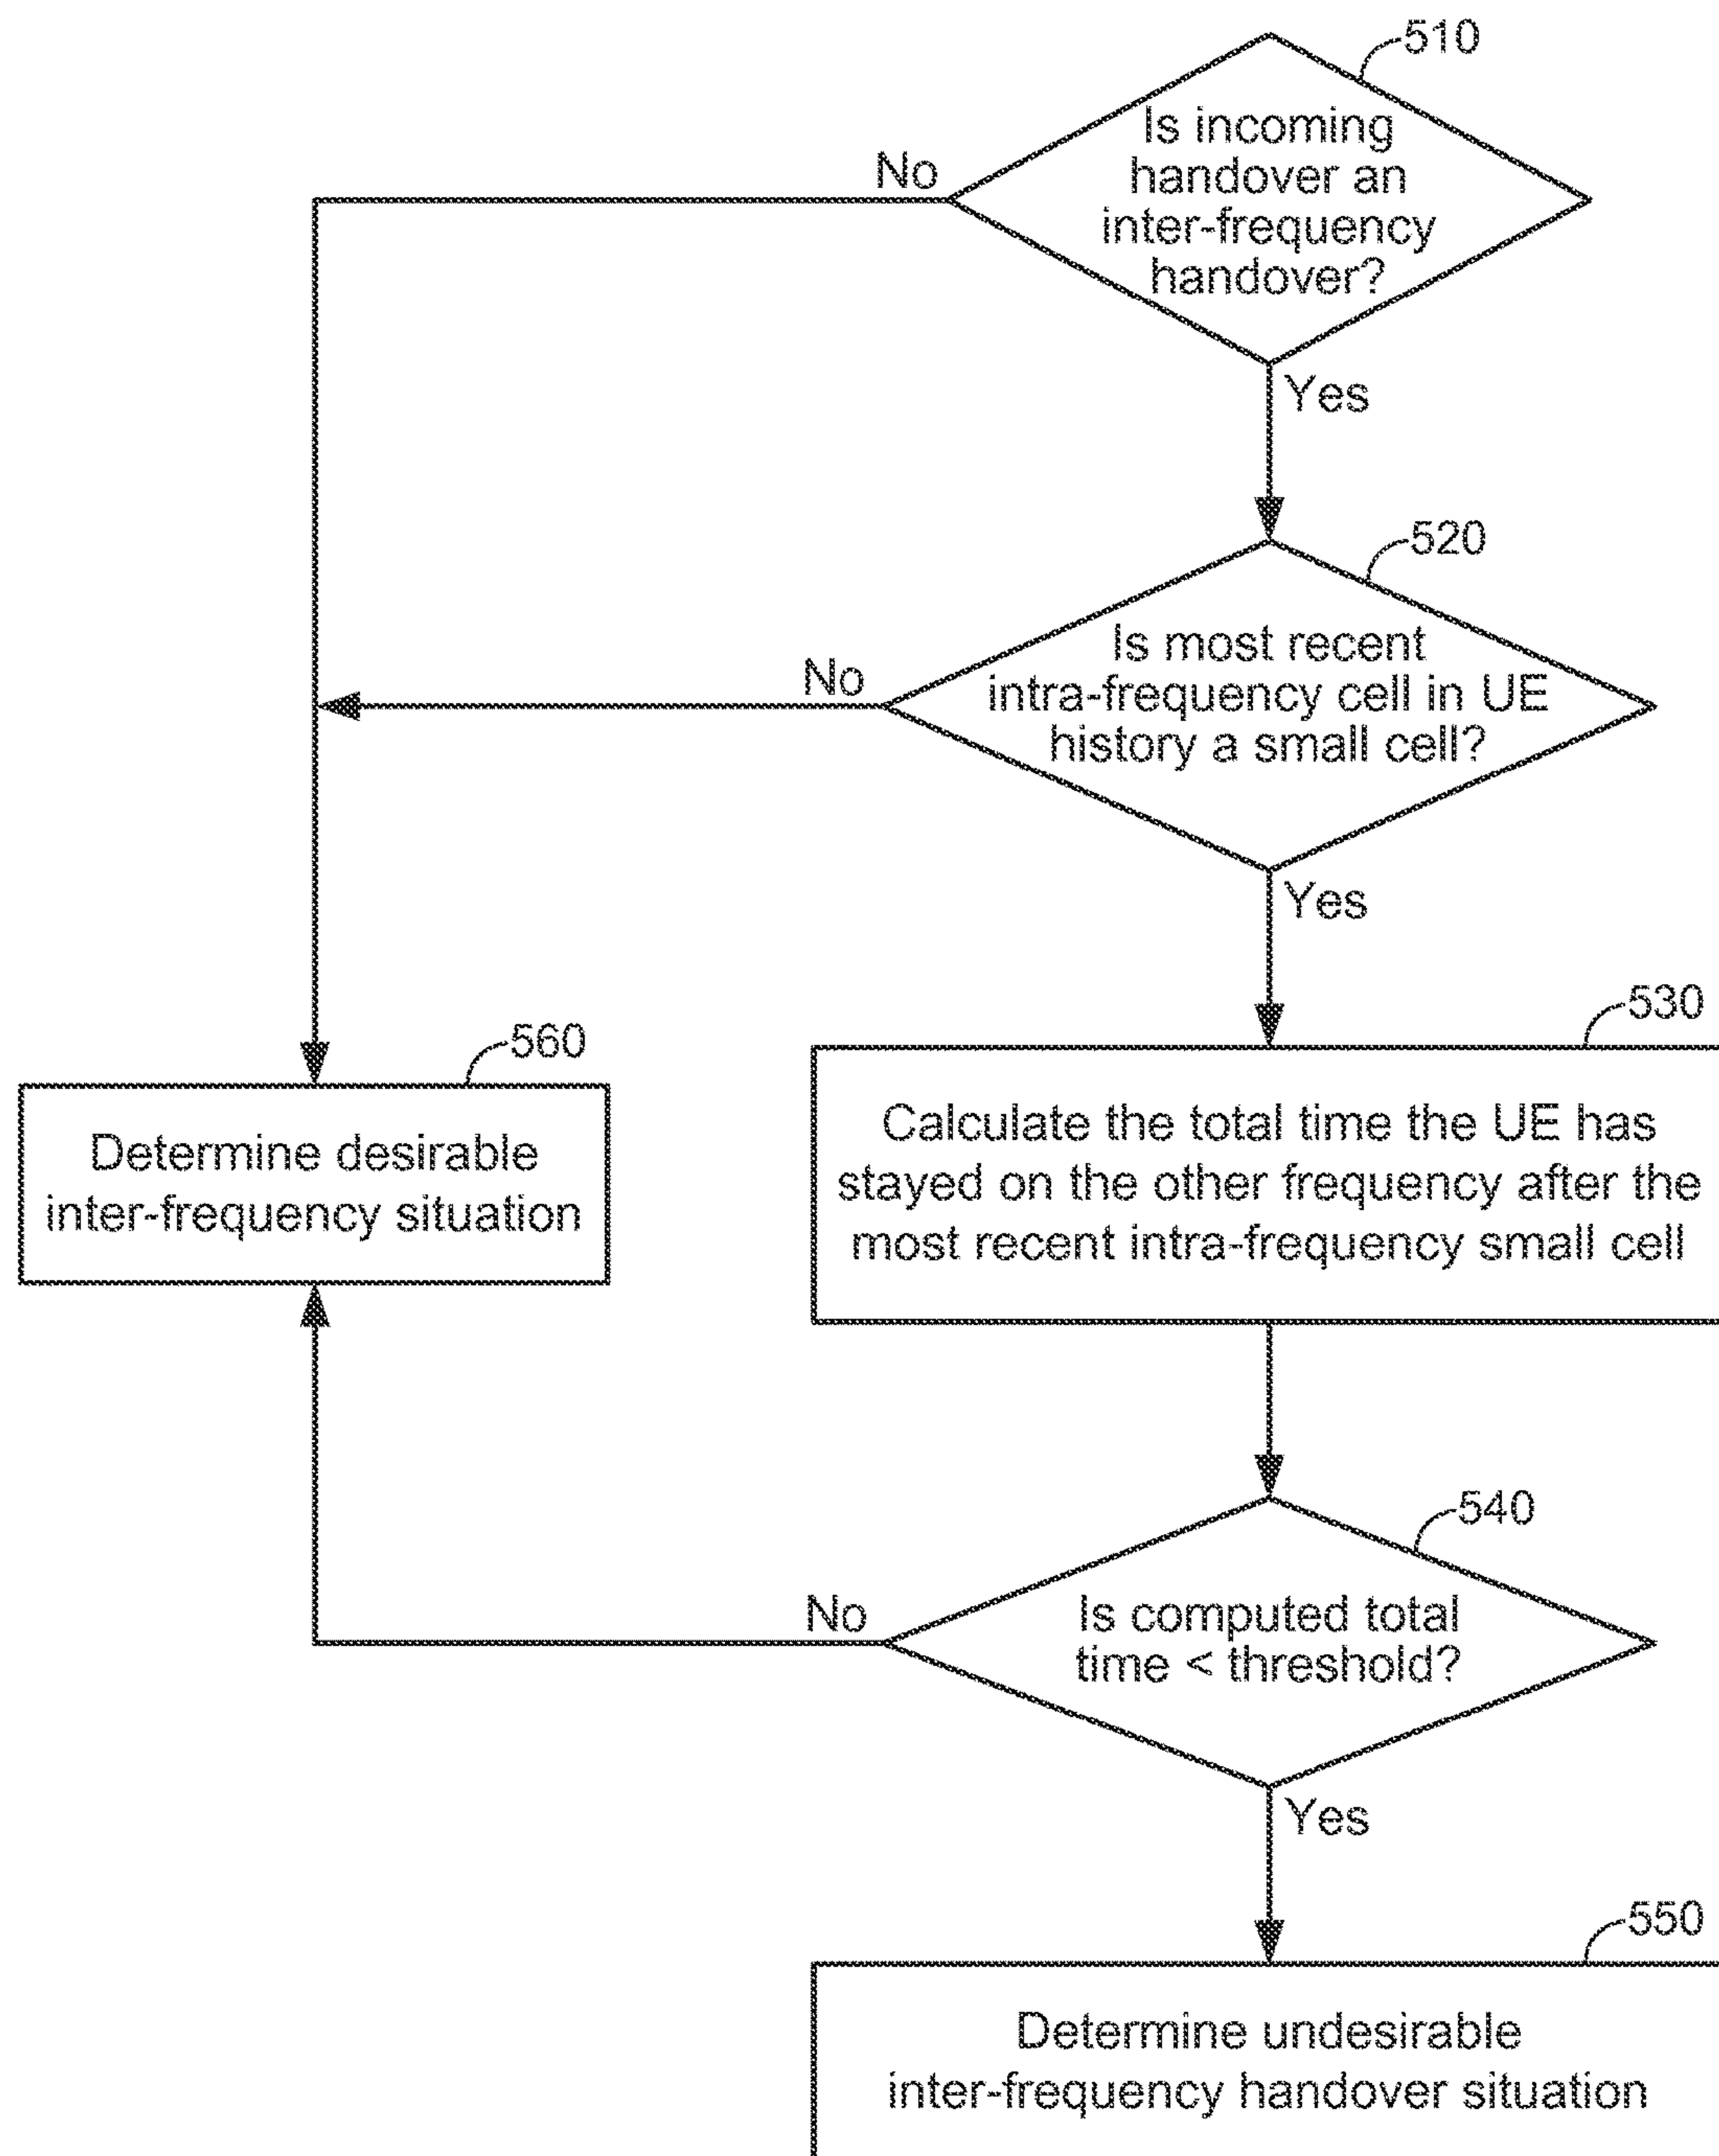 510
Is incoming
handover an
inter-frequency
handover?
No
Yes
520
Is most recent
intra-frequency cell in UE
history a small cell?
No
Yes
530
Calculate the total time the UE has
stayed on the other frequency after the
most recent intra-frequency small cell
560
Determine desirable
inter-frequency situation
540
Is computed total
time < threshold?
No
Yes
550
Determine undesirable
inter-frequency handover situation